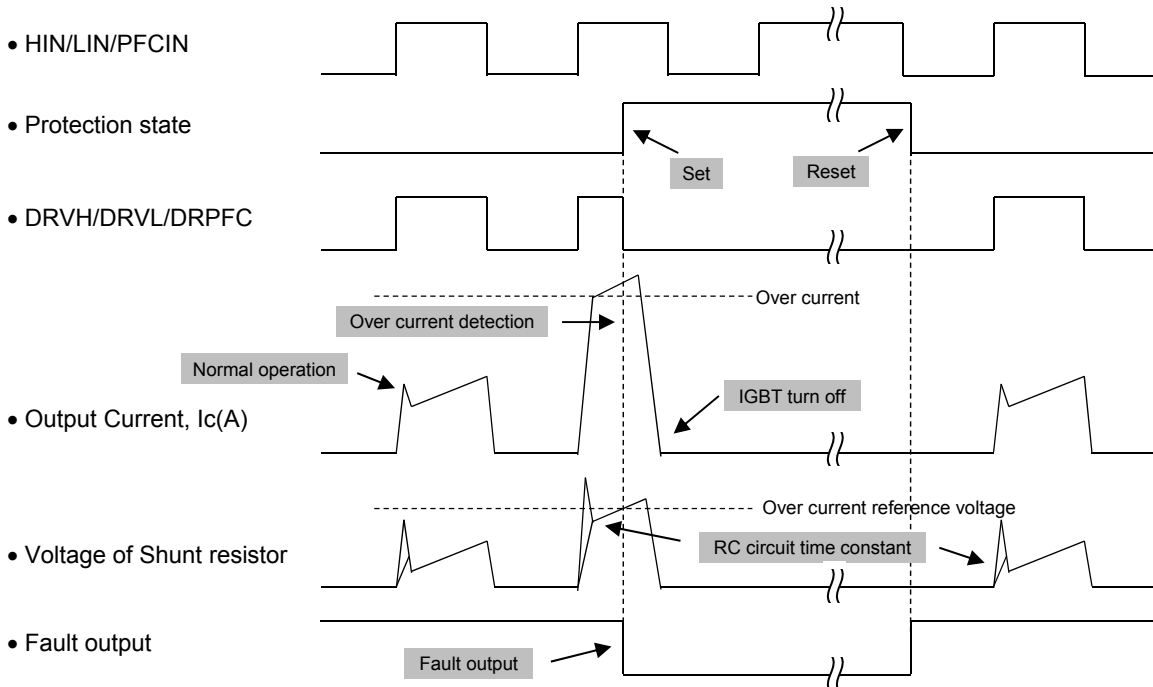 • HIN/LIN/PFCIN
• Protection state
Set
Reset
• DRVH/DRVL/DRPFC
Over current
Over current detection
Normal operation
IGBT turn off
• Output Current, Ic(A)
Over current reference voltage
RC circuit time constant
• Voltage of Shunt resistor
• Fault output
Fault output